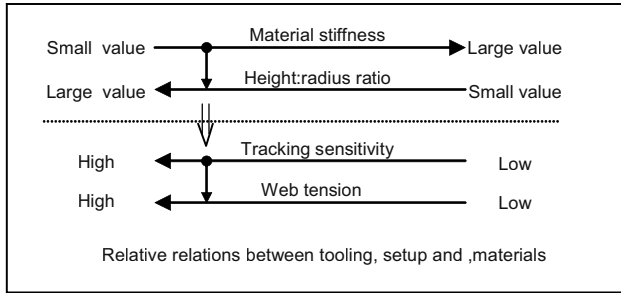 Material stiffness
Small value Large value
Height:radius ratio
Large value Small value
Tracking sensitivity
High Low
Web tension
High Low
Relative relations between tooling, setup and ,materials